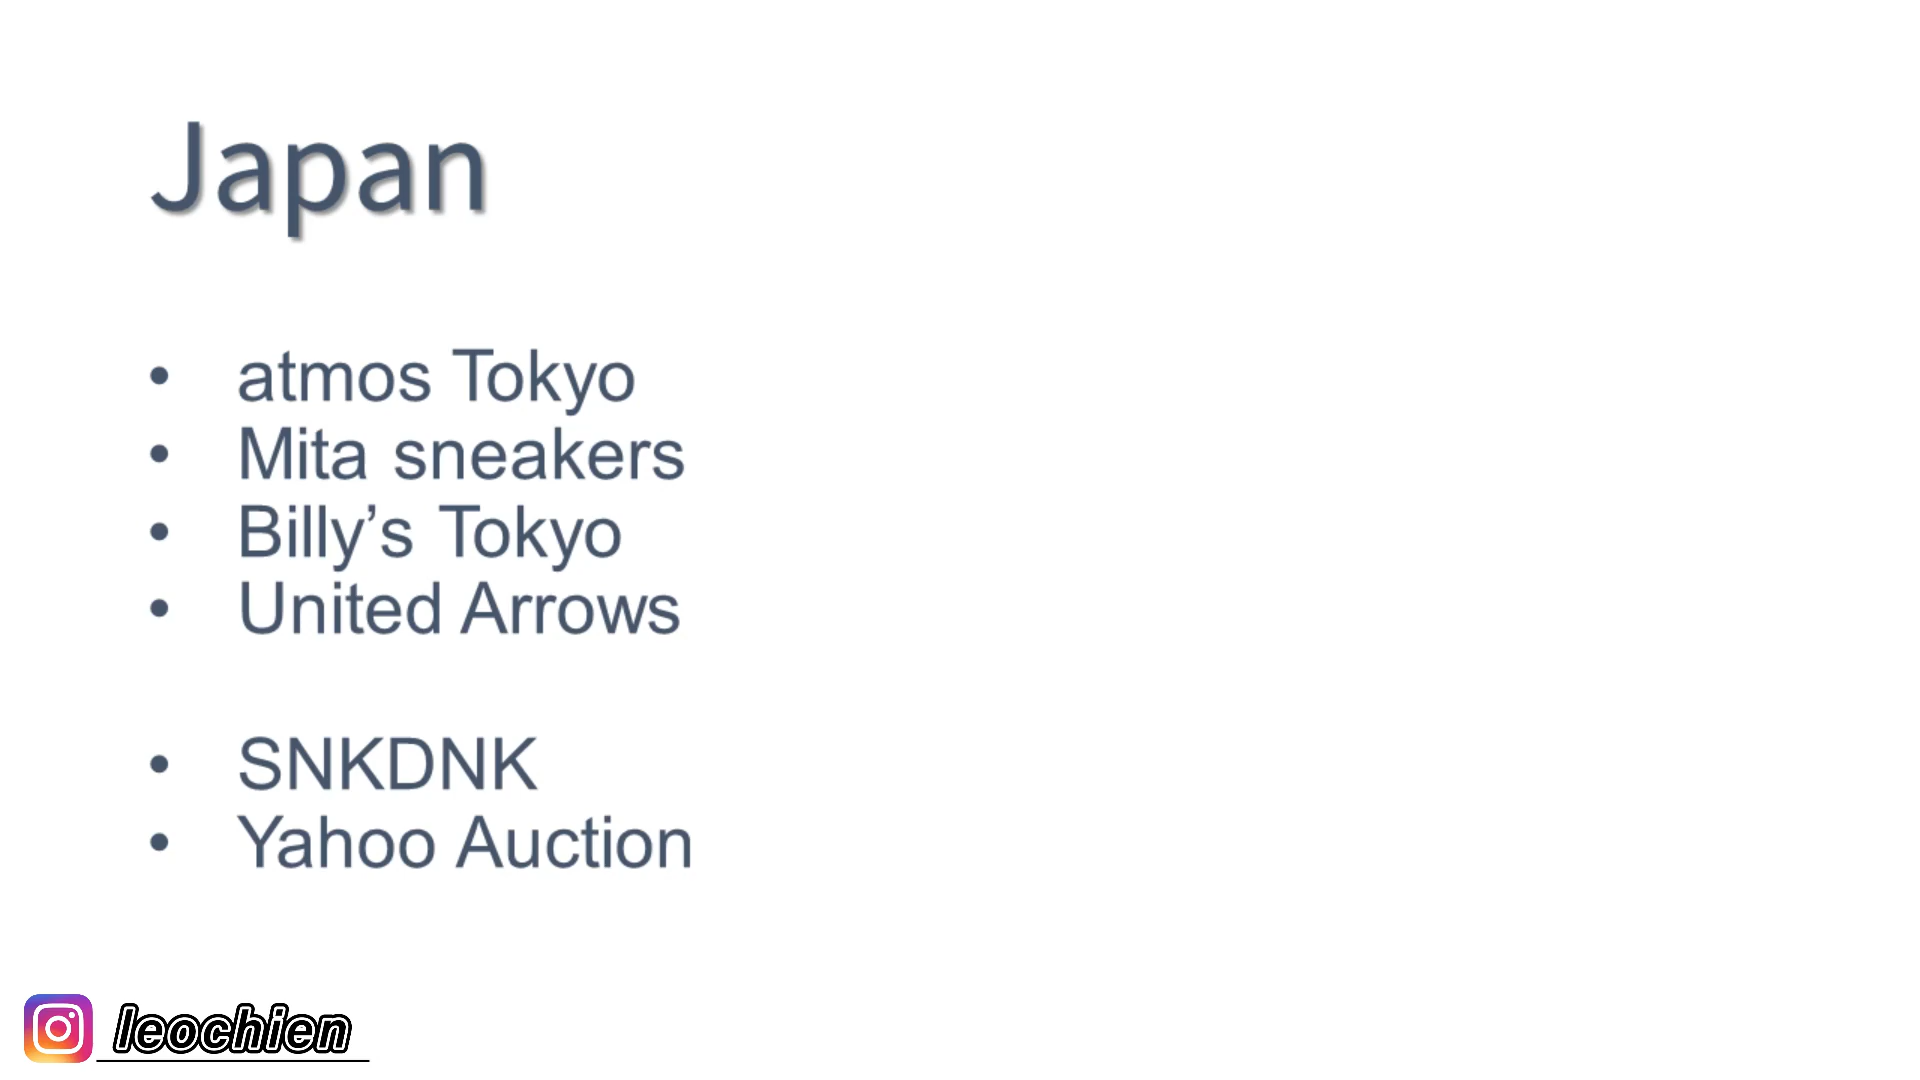 Japan
• atmos Tokyo
• Mita sneakers
• Billy’s Tokyo
• United Arrows
• SNKDNK
• Yahoo Auction
leochien